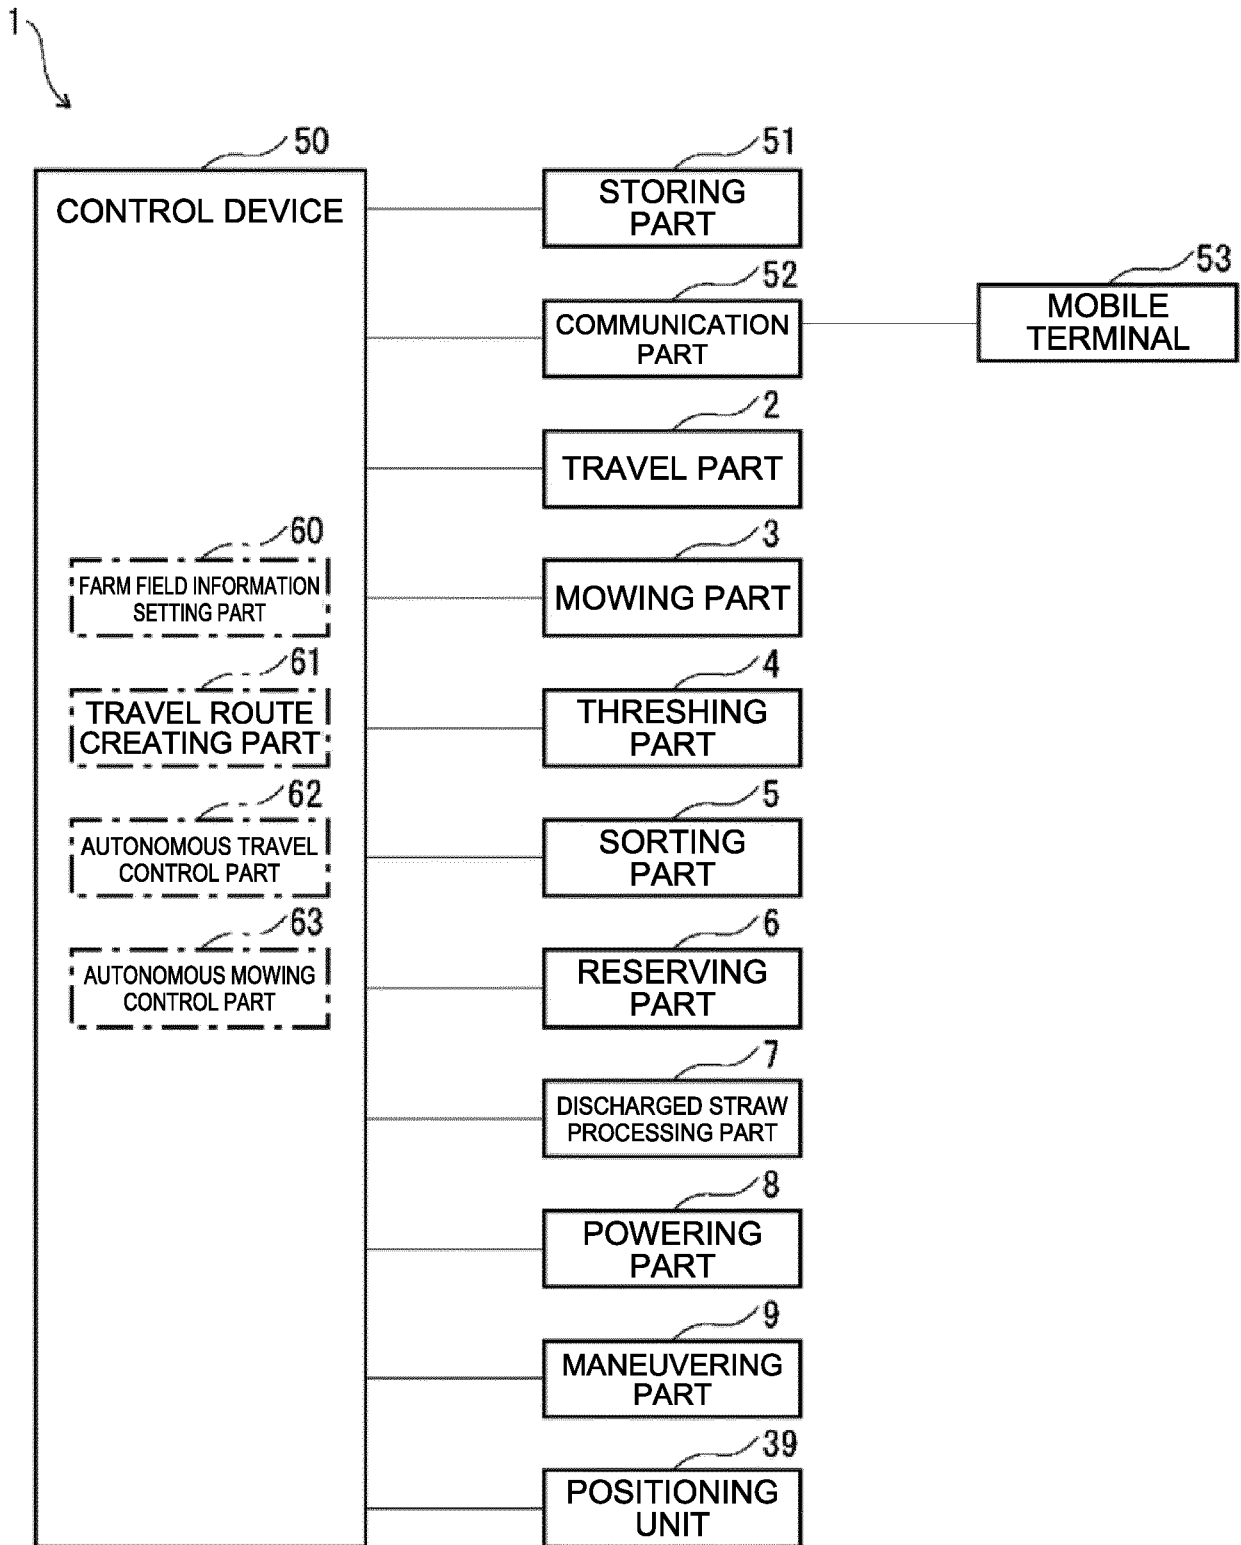 1
50
CONTROL DEVICE
51
STORING
PART
52
COMMUNICATION
PART
53
MOBILE
TERMINAL
2
TRAVEL PART
60
FARM FIELD INFORMATION
SETTING PART
3
MOWING PART
61
TRAVEL ROUTE
CREATING PART
4
THRESHING
PART
62
AUTONOMOUS TRAVEL
CONTROL PART
5
SORTING
PART
63
AUTONOMOUS MOWING
CONTROL PART
6
RESERVING
PART
7
DISCHARGED STRAW
PROCESSING PART
8
POWERING
PART
9
MANEUVERING
PART
39
POSITIONING
UNIT